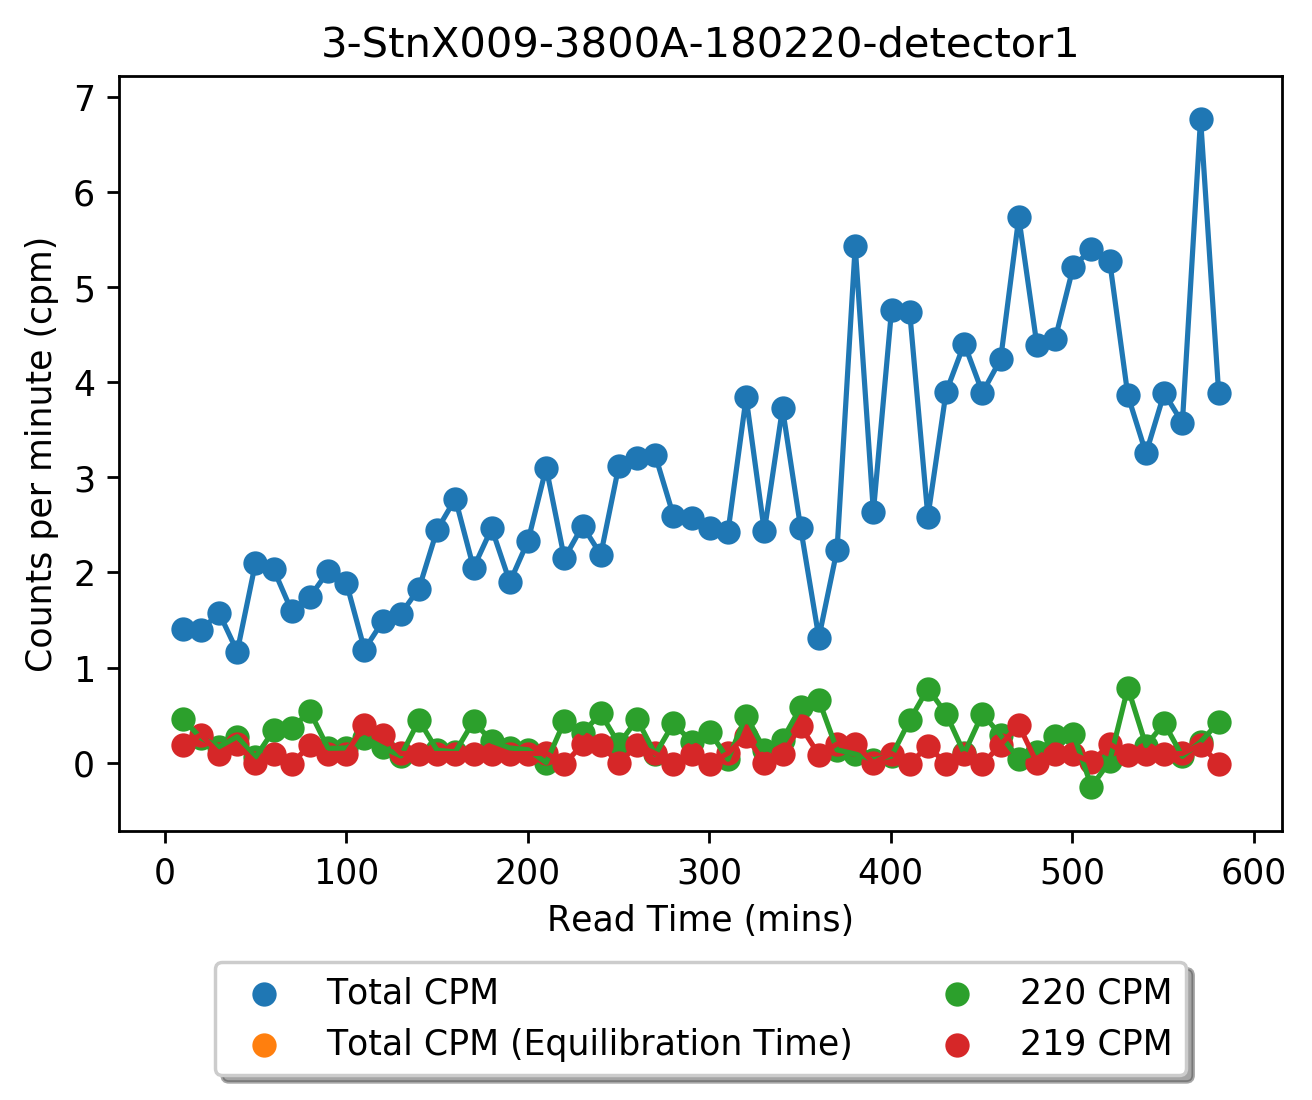 3-StnX009-3800A-180220-detector1
7
6
5
4
3
2
1
0
Counts per minute (cpm)
0 100 200 300 400 500 600
Read Time (mins)
Total CPM
Total CPM (Equilibration Time)
220 CPM
219 CPM